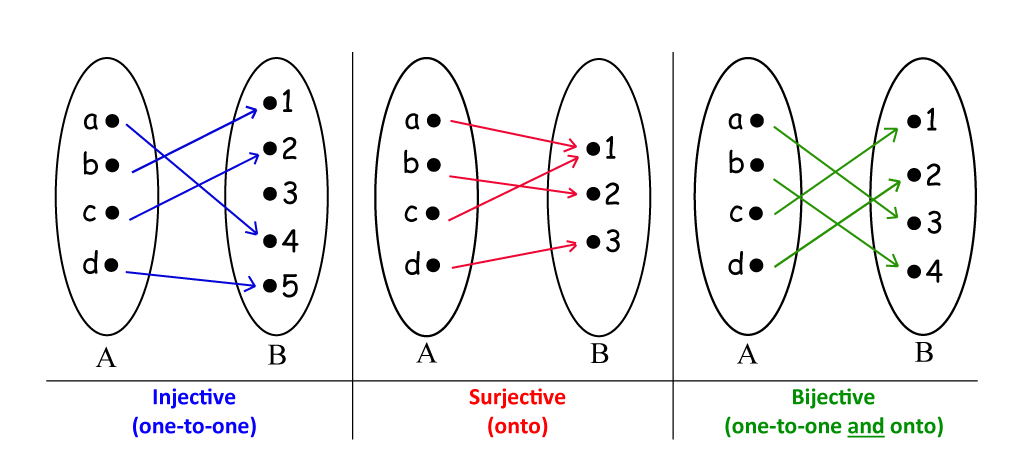 a
b
c
d
1
2
3
4
5
A
B
Injective
(one-to-one)
a
b
c
d
1
2
3
A
B
Surjective
(onto)
a
b
c
d
1
2
3
4
A
B
Bijective
(one-to-one and onto)